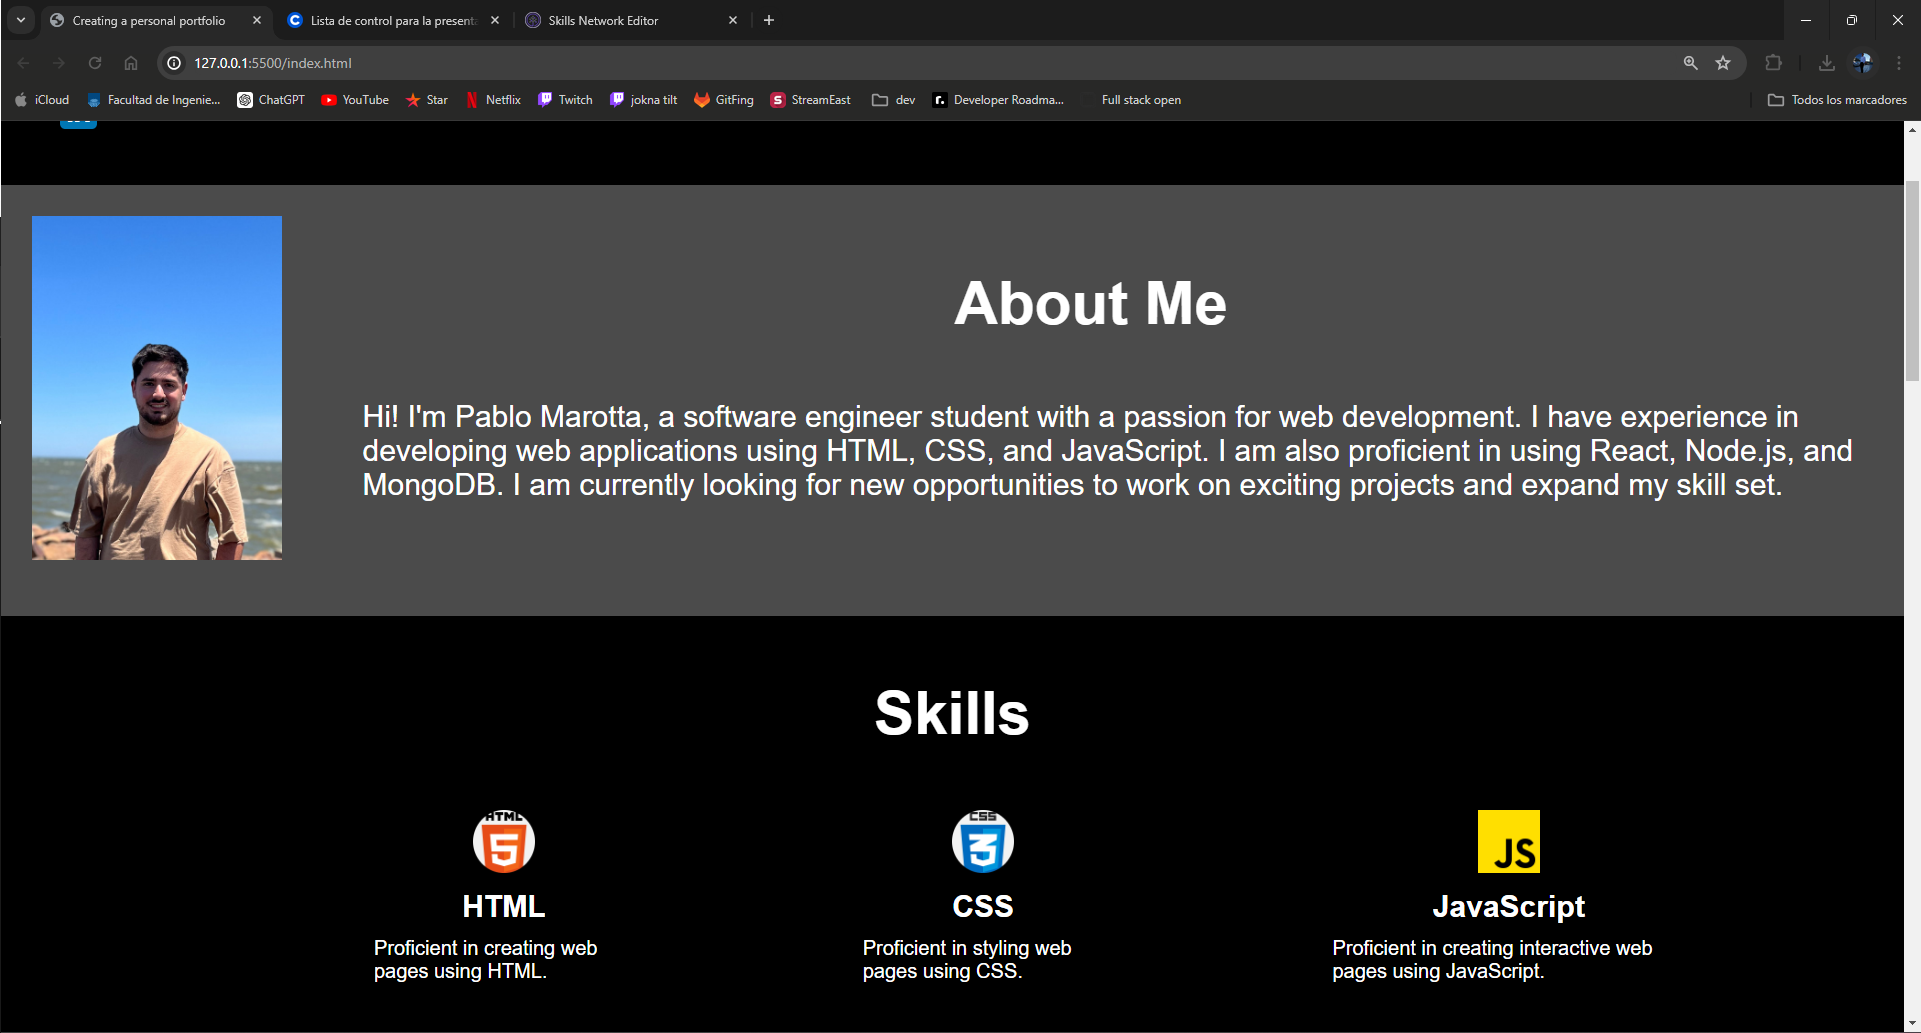 Creating a personal portfolio
Lista de control para la presenta
Skills Network Editor
127.0.0.1:5500/index.html
iCloud
Facultad de Ingenie...
ChatGPT
YouTube
Star
Netflix
Twitch
jokna tilt
GitFing
StreamEast
dev
Developer Roadma...
Full stack open
Todos los marcadores
About Me
Hi! I'm Pablo Marotta, a software engineer student with a passion for web development. I have experience in
developing web applications using HTML, CSS, and JavaScript. I am also proficient in using React, Node.js, and
MongoDB. I am currently looking for new opportunities to work on exciting projects and expand my skill set.
Skills
HTML
5
CSS
3
JS
HTML
CSS
JavaScript
Proficient in creating web
pages using HTML.
Proficient in styling web
pages using CSS.
Proficient in creating interactive web
pages using JavaScript.